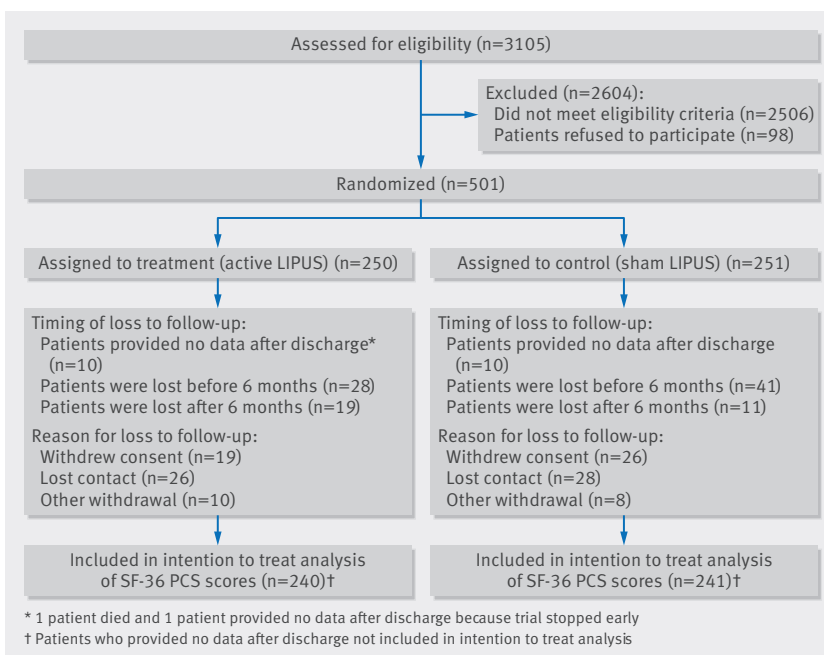 Assessed for eligibility (n=3105)
Excluded (n=2604):
Did not meet eligibility criteria (n=2506)
Patients refused to participate (n=98)
Randomized (n=501)
Assigned to treatment (active LIPUS) (n=250)
Timing of loss to follow-up:
Patients provided no data after discharge*
(n=10)
Patients were lost before 6 months (n=28)
Patients were lost after 6 months (n=19)
Reason for loss to follow-up:
Withdrew consent (n=19)
Lost contact (n=26)
Other withdrawal (n=10)
Included in intention to treat analysis
of SF-36 PCS scores (n=240)†
Assigned to control (sham LIPUS) (n=251)
Timing of loss to follow-up:
Patients provided no data after discharge
(n=10)
Patients were lost before 6 months (n=41)
Patients were lost after 6 months (n=11)
Reason for loss to follow-up:
Withdrew consent (n=26)
Lost contact (n=28)
Other withdrawal (n=8)
Included in intention to treat analysis
of SF-36 PCS scores (n=241)†
* 1 patient died and 1 patient provided no data after discharge because trial stopped early
† Patients who provided no data after discharge not included in intention to treat analysis